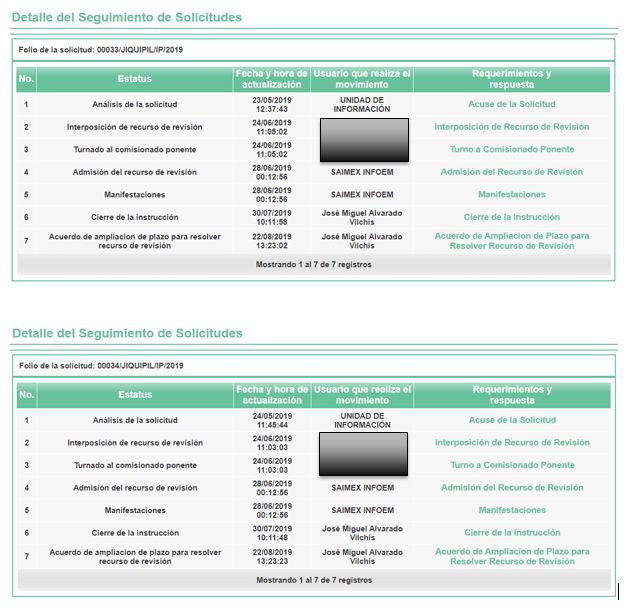 Detalle del Seguimiento de Solicitudes
Folio de la solicitud: 00033/JIQUIPIL/IP/2019
No. Estatus Fecha y hora de actualización Usuario que realiza el movimiento Requerimientos y respuesta
1 Análisis de la solicitud 23/05/2019 12:37:43 UNIDAD DE INFORMACIÓN Acuse de la Solicitud
2 Interposición de recurso de revisión 24/06/2019 11:05:02 Interposición de Recurso de Revisión
3 Turnado al comisionado ponente 24/06/2019 11:05:02 Turno a Comisionado Ponente
4 Admisión del recurso de revisión 28/06/2019 00:12:56 SAIMEX INFOEM Admisión del Recurso de Revisión
5 Manifestaciones 28/06/2019 00:12:56 SAIMEX INFOEM Manifestaciones
6 Cierre de la instrucción 30/07/2019 10:11:58 José Miguel Alvarado Vilchis Cierre de la Instrucción
7 Acuerdo de ampliacion de plazo para resolver recurso de revisión 22/08/2019 13:23:02 José Miguel Alvarado Vilchis Acuerdo de Ampliacion de Plazo para Resolver Recurso de Revisión
Mostrando 1 al 7 de 7 registros
Detalle del Seguimiento de Solicitudes
Folio de la solicitud: 00034/JIQUIPIL/IP/2019
No. Estatus Fecha y hora de actualización Usuario que realiza el movimiento Requerimientos y respuesta
1 Análisis de la solicitud 24/05/2019 11:45:44 UNIDAD DE INFORMACIÓN Acuse de la Solicitud
2 Interposición de recurso de revisión 24/06/2019 11:03:03 Interposición de Recurso de Revisión
3 Turnado al comisionado ponente 24/06/2019 11:03:03 Turno a Comisionado Ponente
4 Admisión del recurso de revisión 28/06/2019 00:12:56 SAIMEX INFOEM Admisión del Recurso de Revisión
5 Manifestaciones 28/06/2019 00:12:56 SAIMEX INFOEM Manifestaciones
6 Cierre de la instrucción 30/07/2019 10:11:48 José Miguel Alvarado Vilchis Cierre de la Instrucción
7 Acuerdo de ampliacion de plazo para resolver recurso de revisión 22/08/2019 13:23:23 José Miguel Alvarado Vilchis Acuerdo de Ampliacion de Plazo para Resolver Recurso de Revisión
Mostrando 1 al 7 de 7 registros